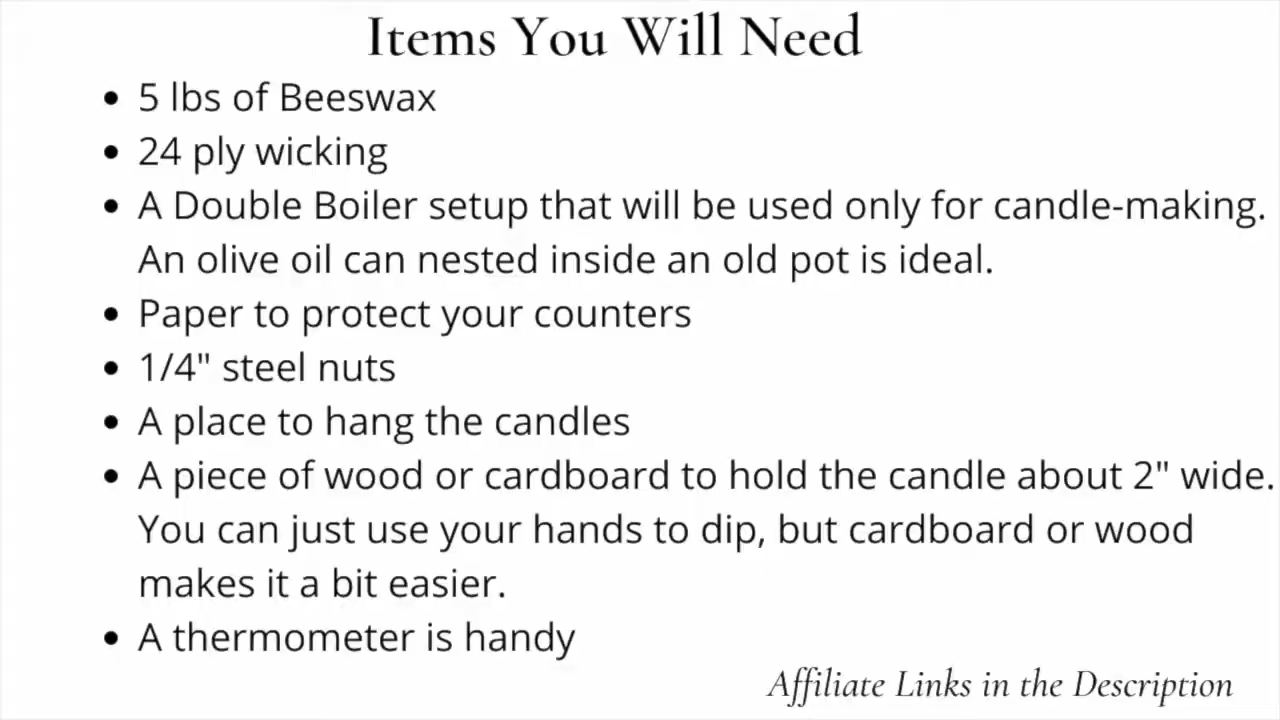 Items You Will Need
• 5 lbs of Beeswax
• 24 ply wicking
• A Double Boiler setup that will be used only for candle-making.
An olive oil can nested inside an old pot is ideal.
• Paper to protect your counters
• 1/4" steel nuts
• A place to hang the candles
• A piece of wood or cardboard to hold the candle about 2" wide.
You can just use your hands to dip, but cardboard or wood
makes it a bit easier.
• A thermometer is handy
Affiliate Links in the Description